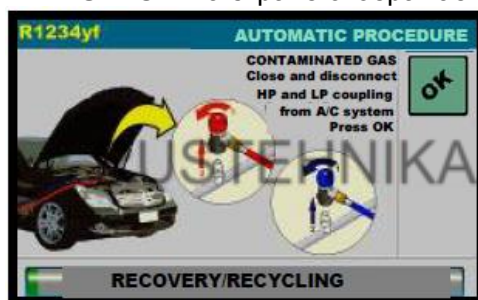 R1234yf
AUTOMATIC PROCEDURE
CONTAMINATED GAS
Close and disconnect
HP and LP coupling
from A/C system
Press OK
OK
USTEHNIKA
RECOVERY/RECYCLING